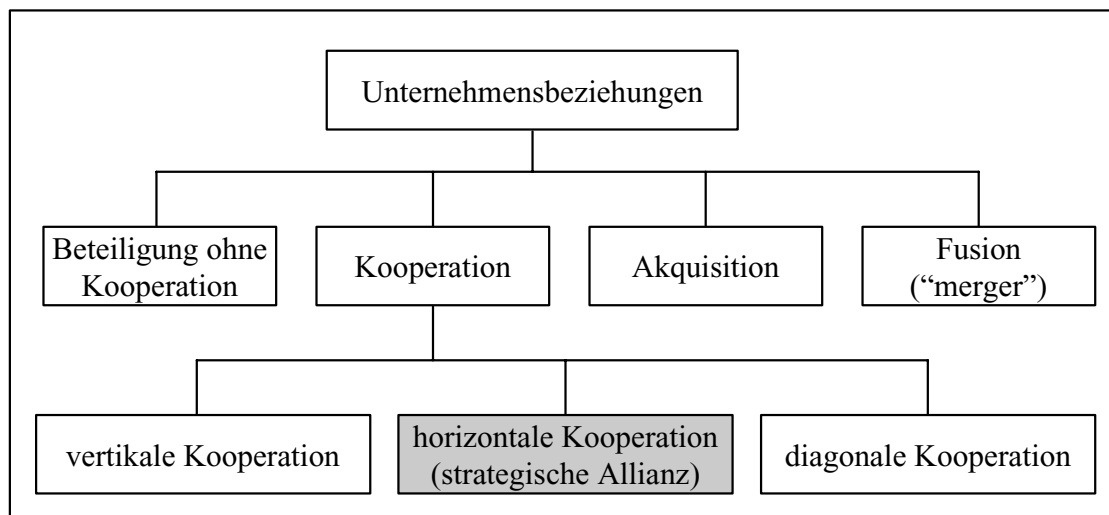 Unternehmensbeziehungen
Beteiligung ohne
Kooperation
Kooperation
Akquisition
Fusion
(“merger”)
vertikale Kooperation
horizontale Kooperation
(strategische Allianz)
diagonale Kooperation